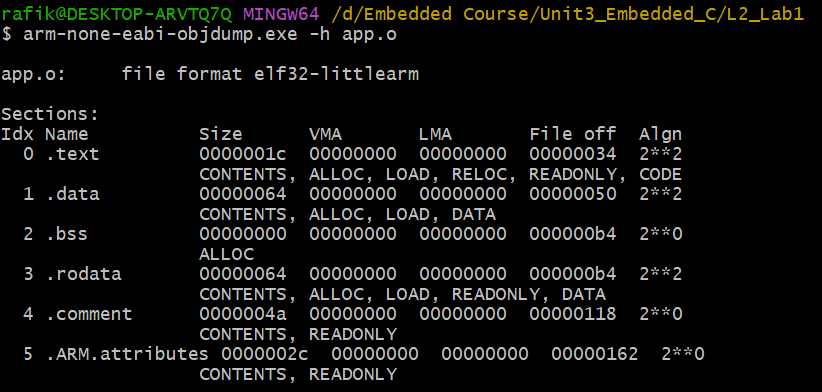 rafik@DESKTOP-ARVTQ7Q MINGW64 /d/Embedded Course/Unit3_Embedded_C/L2_Lab1
$ arm-none-eabi-objdump.exe -h app.o
app.o:     file format elf32-littlearm
Sections:
Idx Name          Size      VMA       LMA       File off  Algn
  0 .text         0000001c  00000000  00000000  00000034  2**2
                  CONTENTS, ALLOC, LOAD, RELOC, READONLY, CODE
  1 .data         00000064  00000000  00000000  00000050  2**2
                  CONTENTS, ALLOC, LOAD, DATA
  2 .bss          00000000  00000000  00000000  000000b4  2**0
                  ALLOC
  3 .rodata       00000064  00000000  00000000  000000b4  2**2
                  CONTENTS, ALLOC, LOAD, READONLY, DATA
  4 .comment      0000004a  00000000  00000000  00000118  2**0
                  CONTENTS, READONLY
  5 .ARM.attributes 0000002c  00000000  00000000  00000162  2**0
                  CONTENTS, READONLY